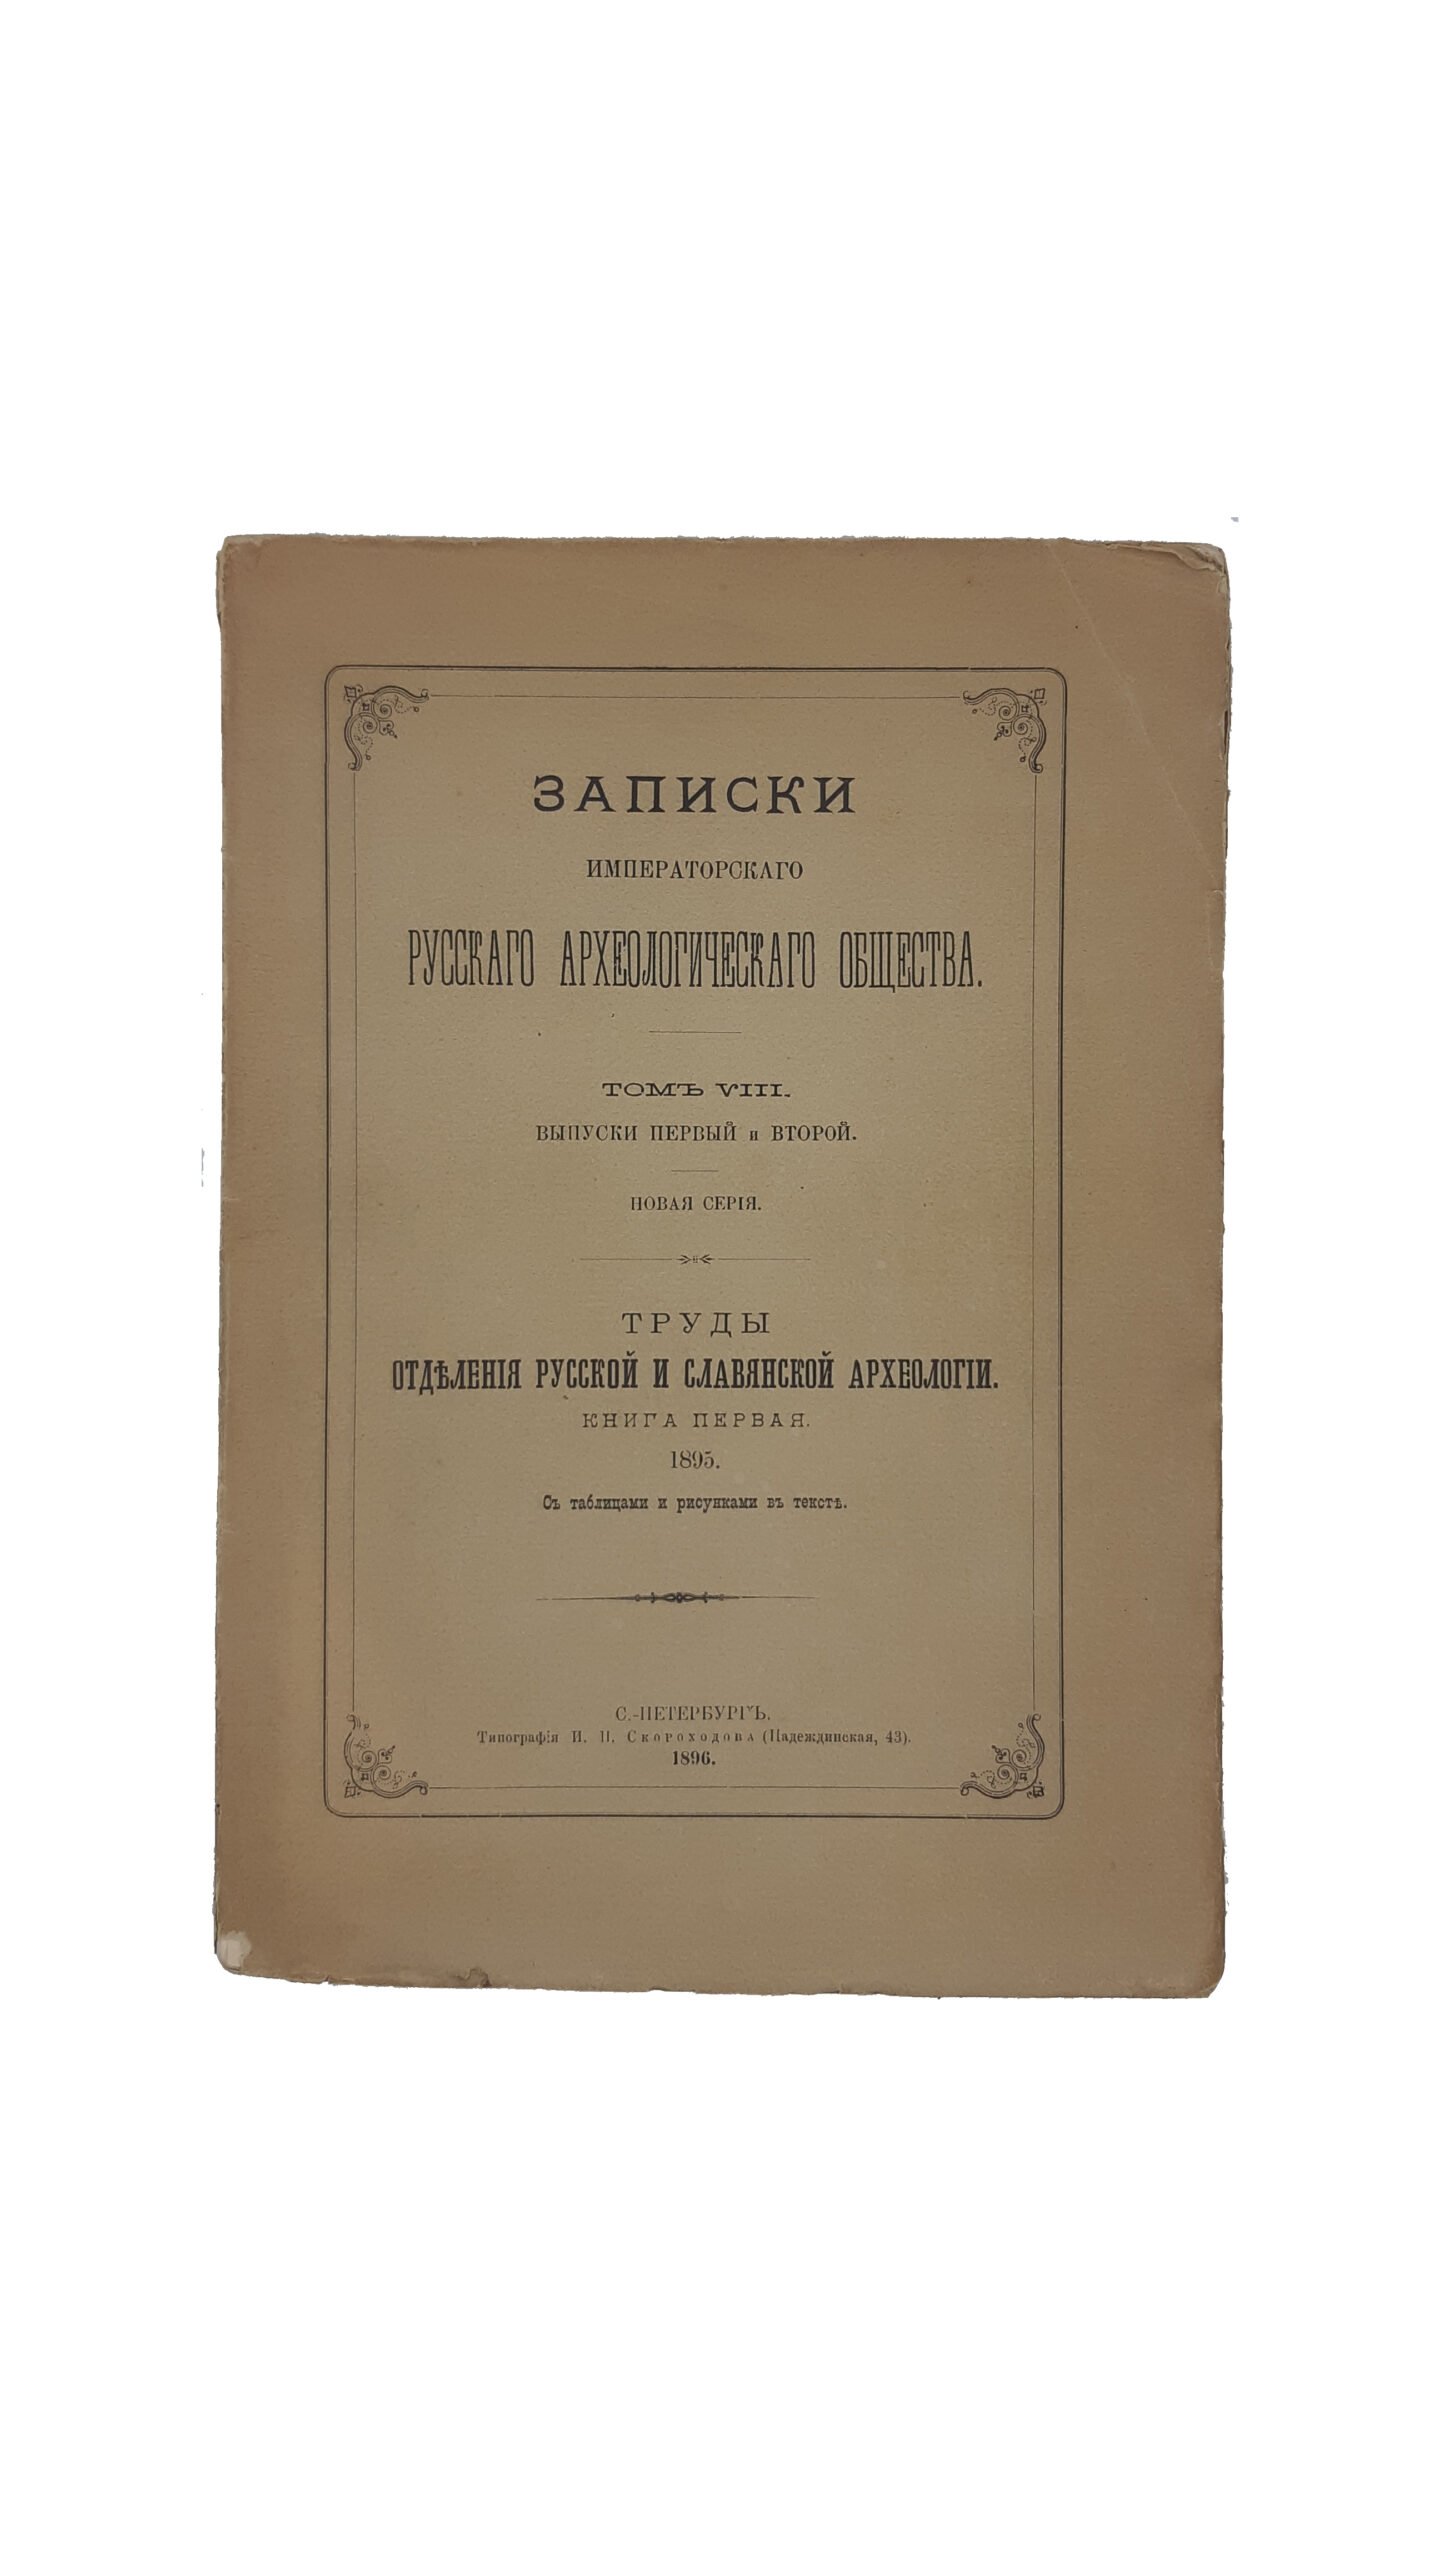 ЗАПИСКИ
ИМПЕРАТОРСКАГО
РУССКАГО АРХЕОЛОГИЧЕСКАГО ОБЩЕСТВА.
ТОМЪ VIII.
ВЫПУСКИ ПЕРВЫЙ и ВТОРОЙ.
НОВАЯ СЕРІЯ.
ТРУДЫ
ОТДѢЛЕНІЯ РУССКОЙ И СЛАВЯНСКОЙ АРХЕОЛОГІИ.
КНИГА ПЕРВАЯ.
1895.
Съ таблицами и рисунками въ текстѣ.
С.-ПЕТЕРБУРГЪ.
Типографія И. Н. Скороходова (Надеждинская, 43).
1896.